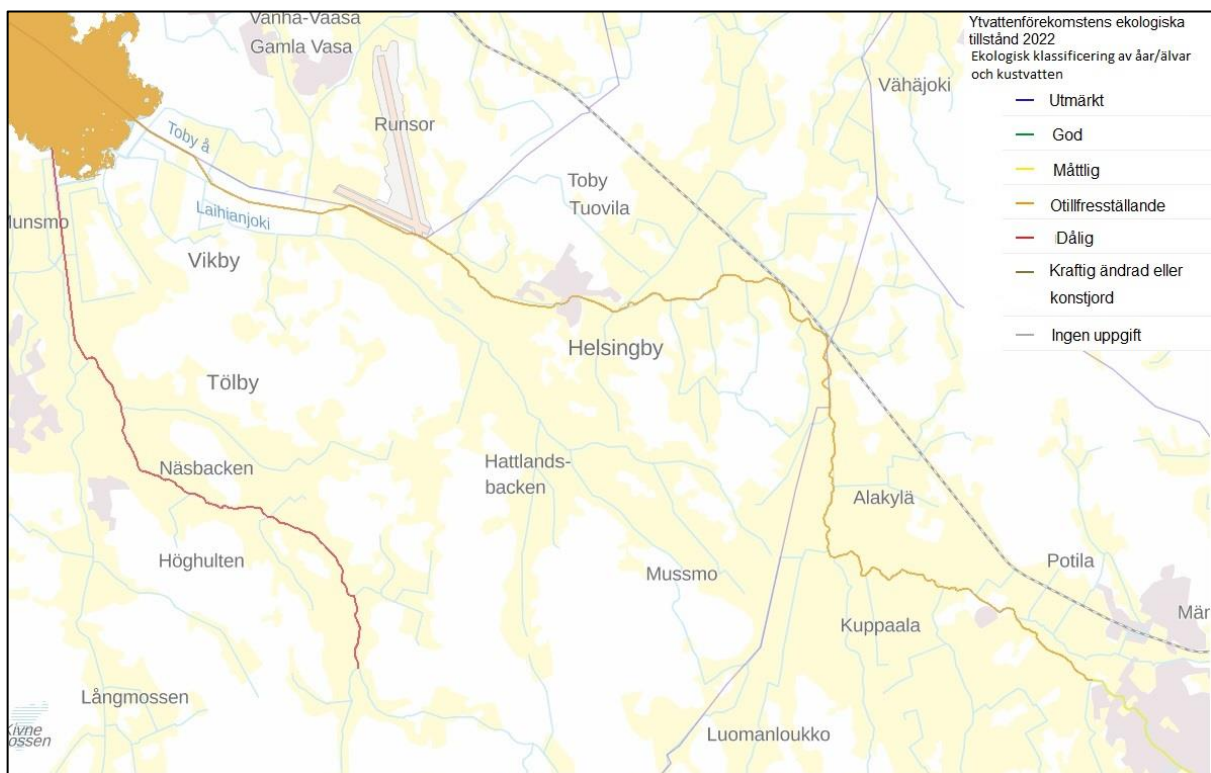 Ytvattenförekomstens ekologiska
tillstånd 2022
Ekologisk klassificering av åar/älvar
och kustvatten
Utmärkt
God
Måttlig
Otillfresställande
Dålig
Kraftig ändrad eller
konstjord
Ingen uppgift
Vanha-Vaasa
Gamla Vasa
Vähäjoki
Runsor
Toby å
Toby
Tuovila
Laihianjoki
Vikby
Helsingby
Tölby
Näsbacken
Hattlands-
backen
Alakylä
Höghulten
Mussmo
Potila
Mär
Kuppaala
Långmossen
Luomanloukko